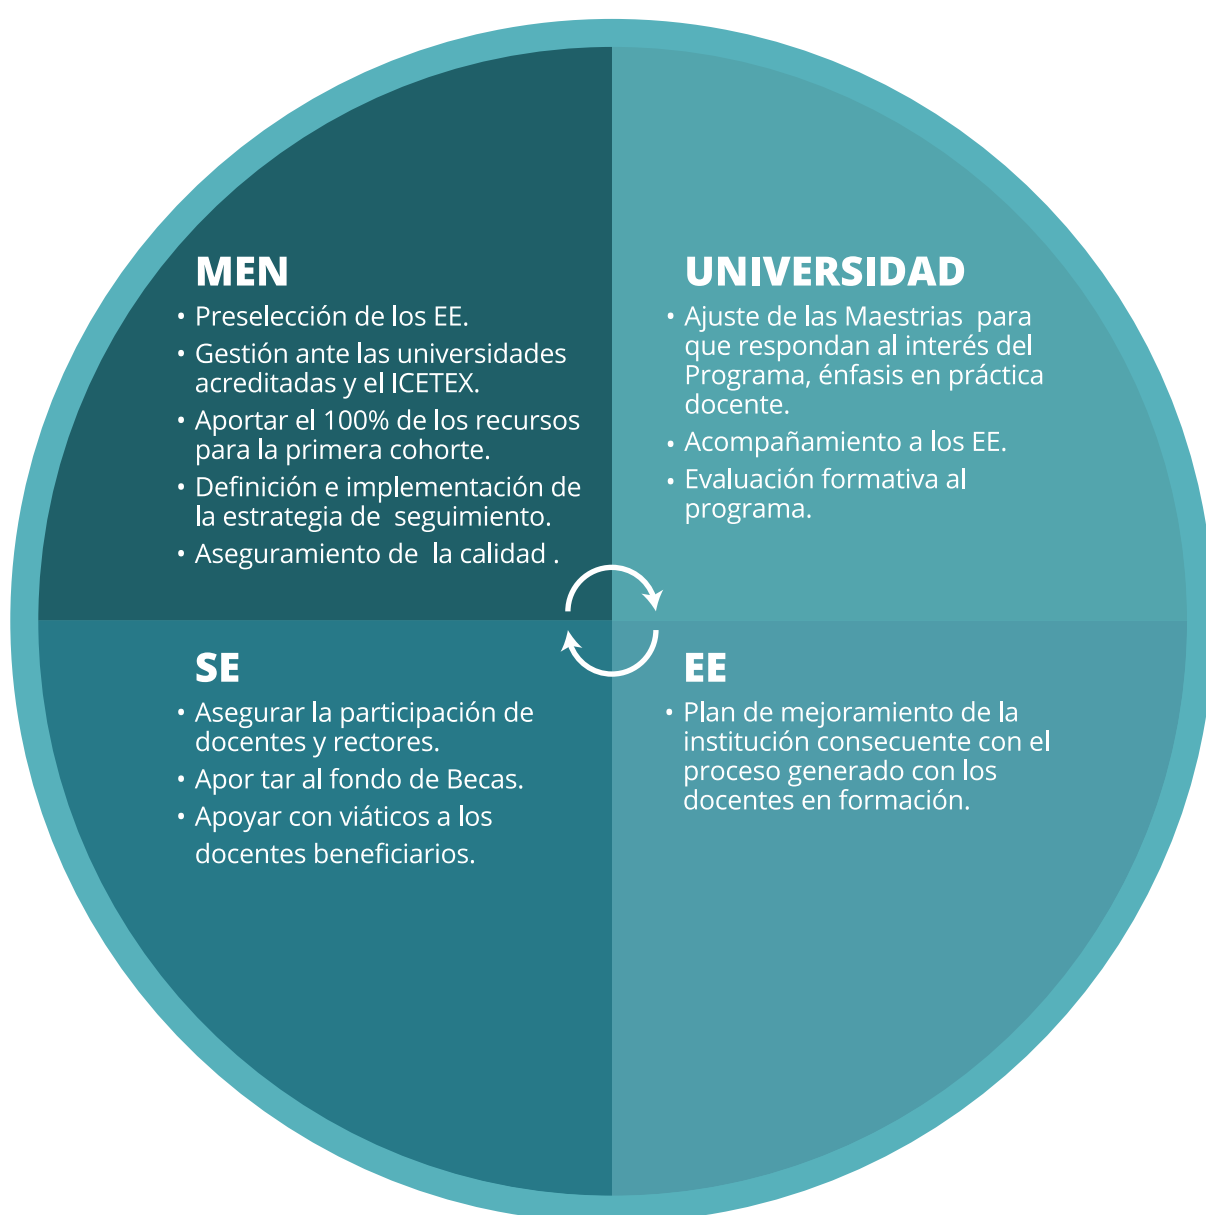 MEN
• Preselección de los EE.
• Gestión ante las universidades
acreditadas y el ICETEX.
• Aportar el 100% de los recursos
para la primera cohorte.
• Definición e implementación de
la estrategia de  seguimiento.
• Aseguramiento de  la calidad .
UNIVERSIDAD
• Ajuste de las Maestrias  para
que respondan al interés del
Programa, énfasis en práctica
docente.
• Acompañamiento a los EE.
• Evaluación formativa al
programa.
SE
• Asegurar la participación de
docentes y rectores.
• Apor tar al fondo de Becas.
• Apoyar con viáticos a los
docentes beneficiarios.
EE
• Plan de mejoramiento de la
institución consecuente con el
proceso generado con los
docentes en formación.